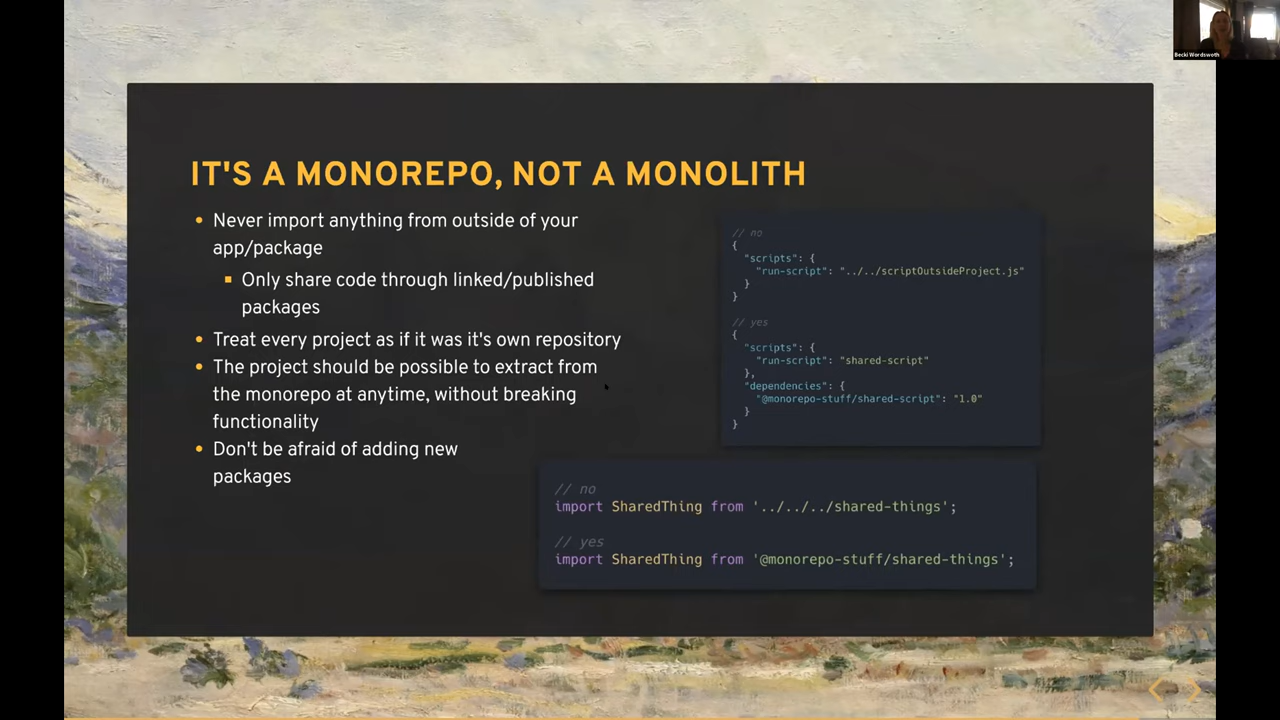 Becki Wordswoth
IT'S A MONOREPO, NOT A MONOLITH
Never import anything from outside of your
app/package
Only share code through linked/published
packages
Treat every project as if it was it's own repository
The project should be possible to extract from
the monorepo at anytime, without breaking
functionality
Don't be afraid of adding new
packages
// no
{
"scripts": {
"run-script": "../../scriptOutsideProject.js"
}
}
// yes
{
"scripts": {
"run-script": "shared-script"
},
"dependencies": {
"@monorepo-stuff/shared-script": "1.0"
}
}
// no
import SharedThing from '../../../shared-things';
// yes
import SharedThing from '@monorepo-stuff/shared-things';